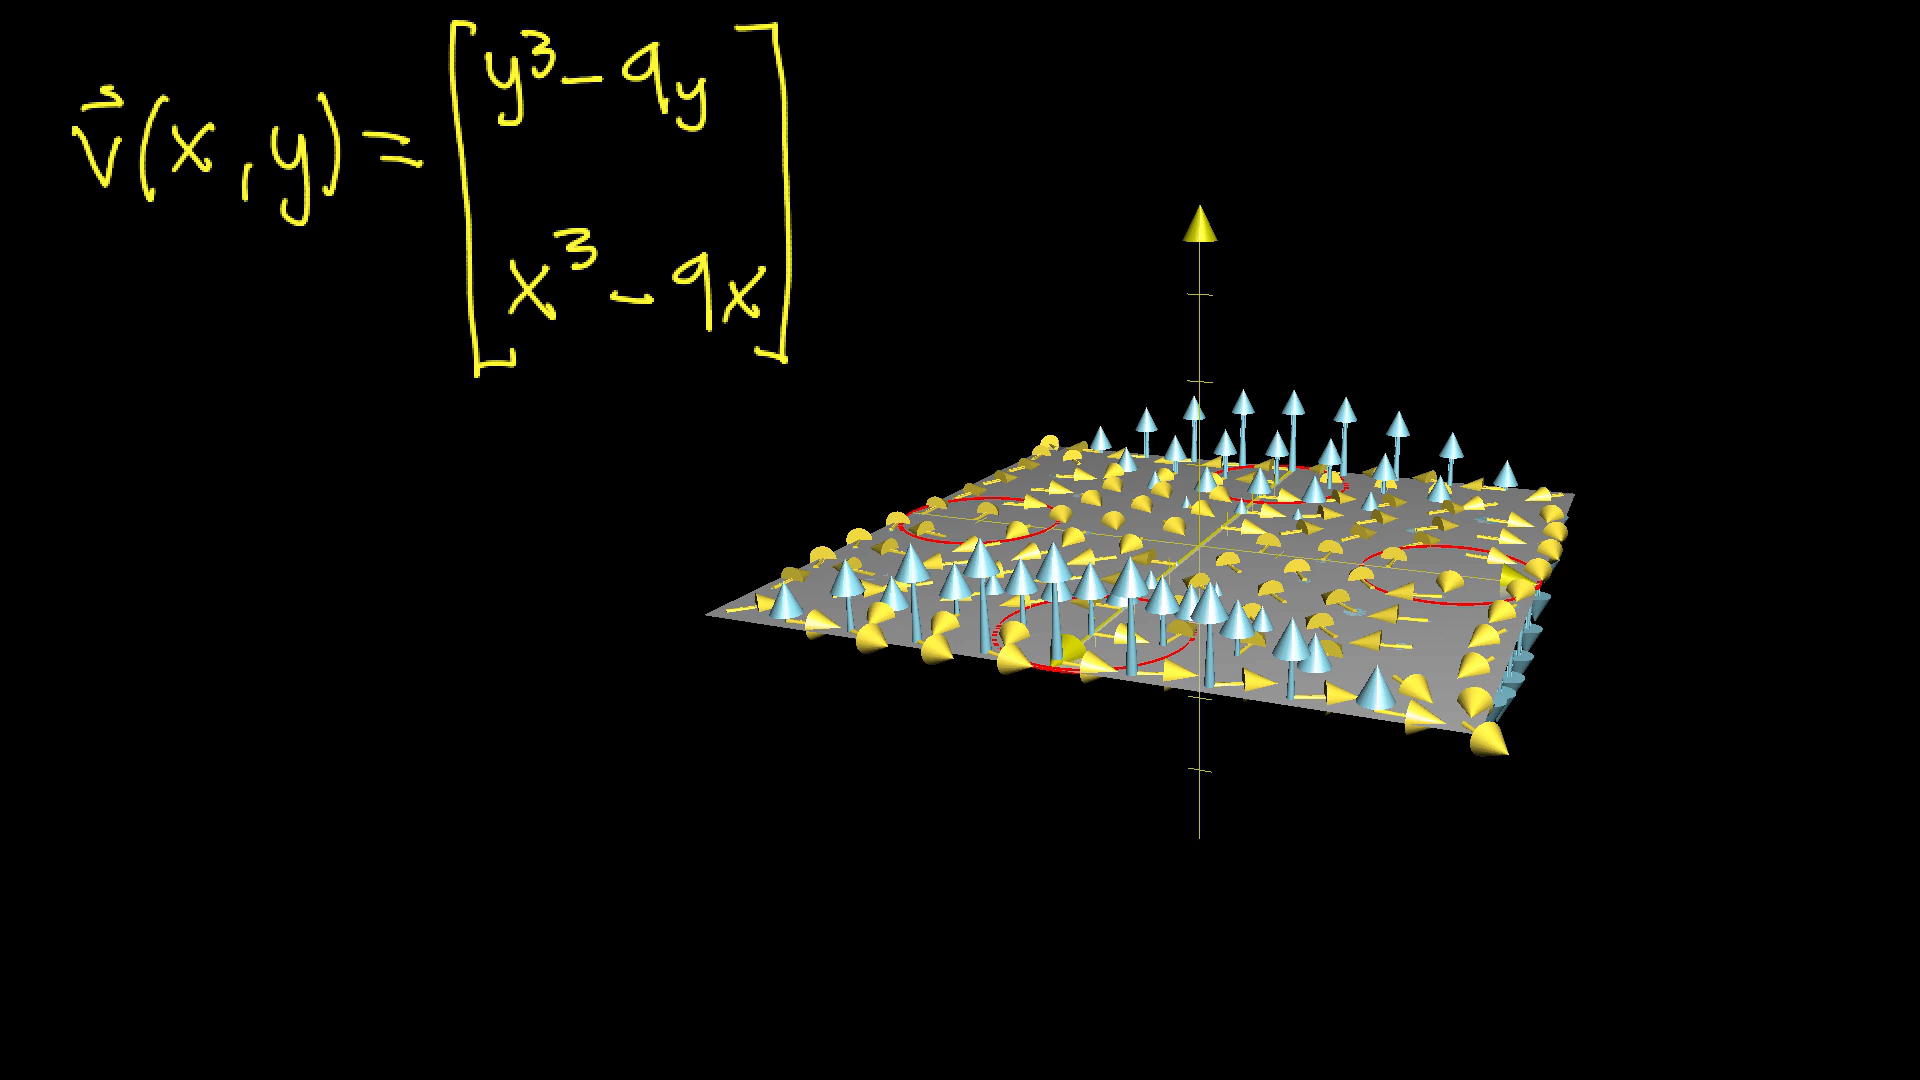 v⃗(x,y) = [y³ - 9y
x³ - 9x]